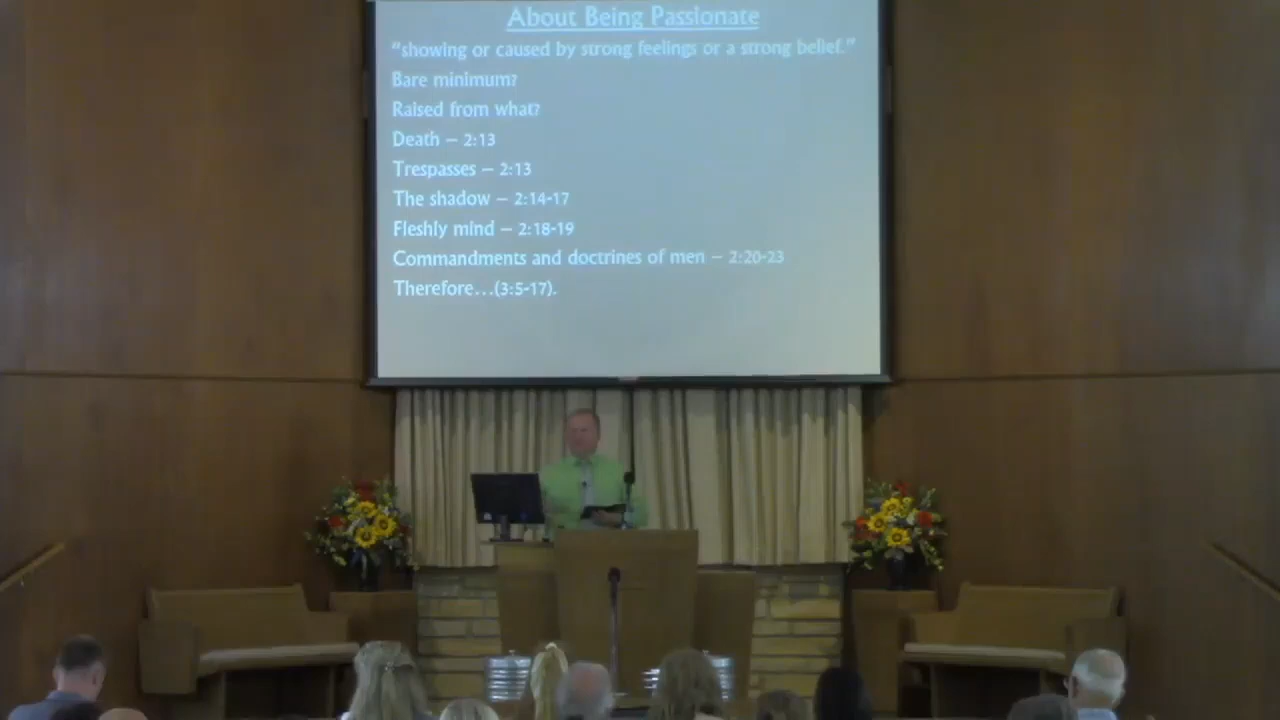 About Being Passionate
“showing or caused by strong feelings or a strong belief.”
Bare minimum?
Raised from what?
Death – 2:13
Trespasses – 2:13
The shadow – 2:14-17
Fleshly mind – 2:18-19
Commandments and doctrines of men – 2:20-23
Therefore…(3:5-17).